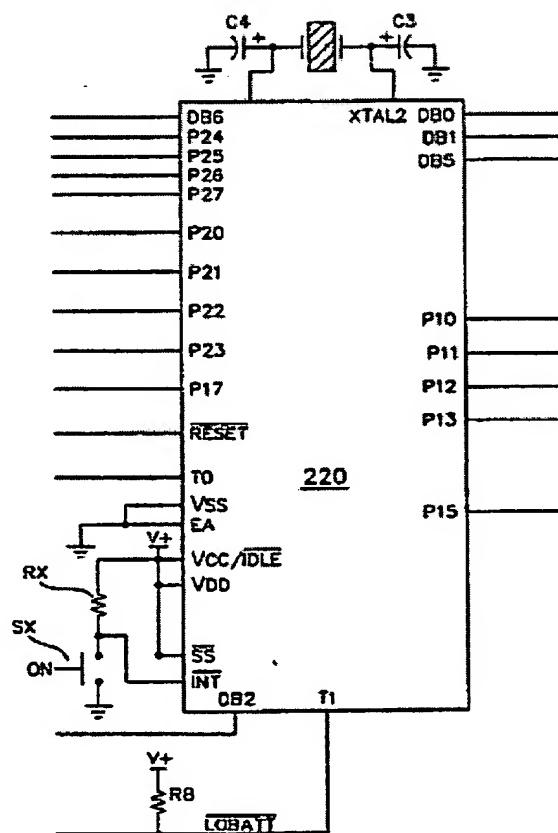 C4 + + C3
DB6 XTAL2 DB0
P24 DB1
P25 DB5
P26
P27
P20
P21
P22 P10
P23 P11
P17 P12
P13
RESET
T0 220
VSS P15
EA
V+
RX VCC/IDLE
VDD
SX
SS
ON INT
DB2 T1
V+
R8
LOBATT